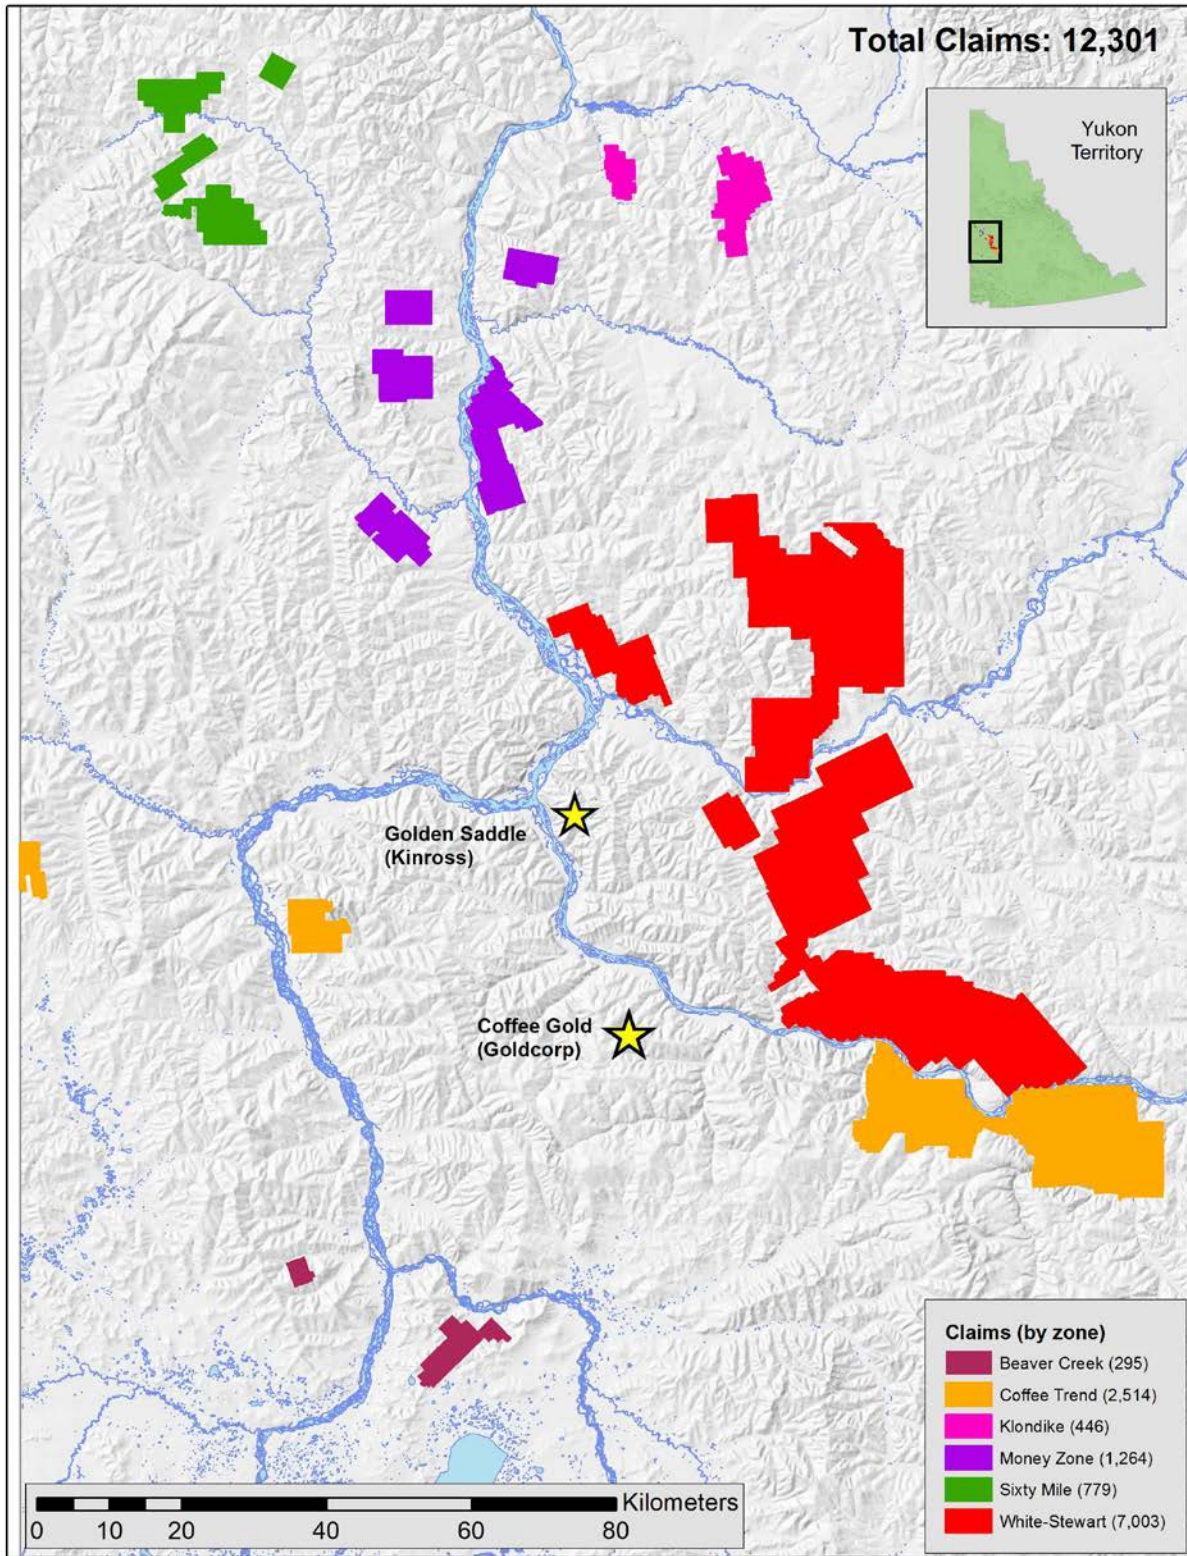 Total Claims: 12,301
Yukon
Territory
Golden Saddle
(Kinross)
Coffee Gold
(Goldcorp)
Claims (by zone)
Beaver Creek (295)
Coffee Trend (2,514)
Klondike (446)
Money Zone (1,264)
Sixty Mile (779)
White-Stewart (7,003)
Kilometers
0 10 20 40 60 80